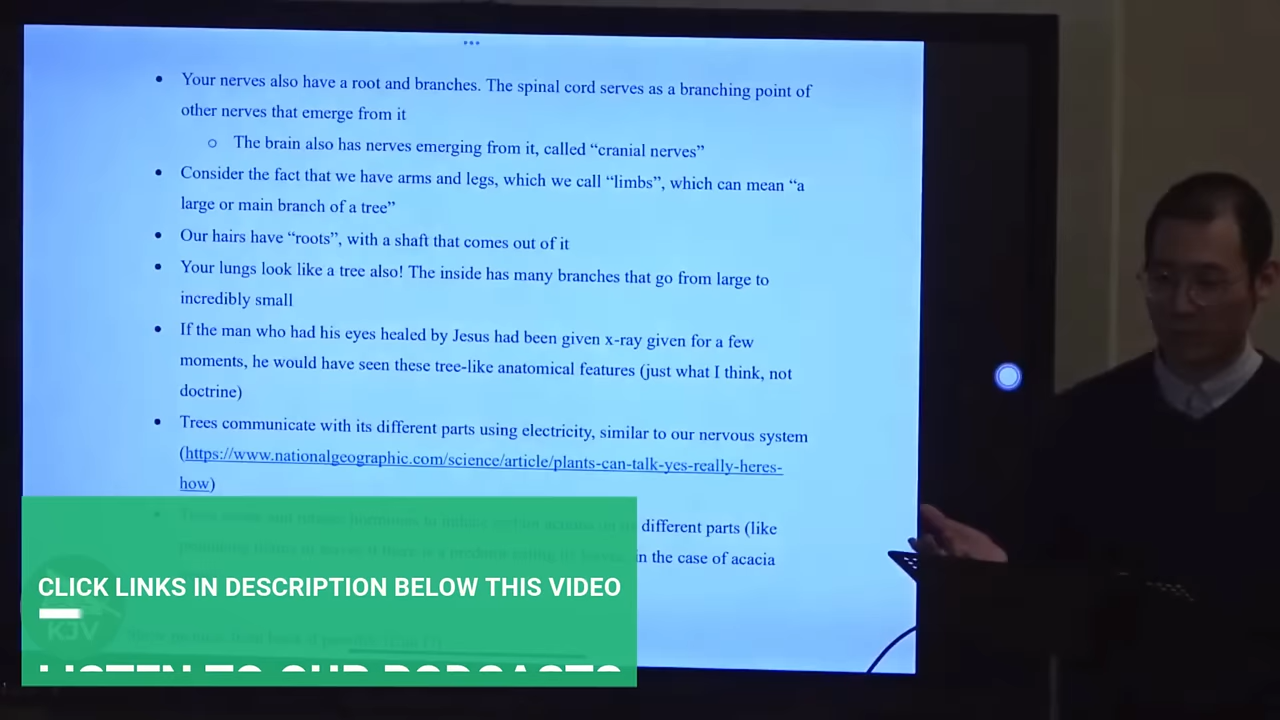 • Your nerves also have a root and branches. The spinal cord serves as a branching point of
other nerves that emerge from it
o The brain also has nerves emerging from it, called “cranial nerves”
• Consider the fact that we have arms and legs, which we call “limbs”, which can mean “a
large or main branch of a tree”
• Our hairs have “roots”, with a shaft that comes out of it
• Your lungs look like a tree also! The inside has many branches that go from large to
incredibly small
• If the man who had his eyes healed by Jesus had been given x-ray given for a few
moments, he would have seen these tree-like anatomical features (just what I think, not
doctrine)
• Trees communicate with its different parts using electricity, similar to our nervous system
(https://www.nationalgeographic.com/science/article/plants-can-talk-yes-really-heres-
how)
different parts (like
in the case of acacia
CLICK LINKS IN DESCRIPTION BELOW THIS VIDEO
KJV
LISTEN TO OUR PODCASTS